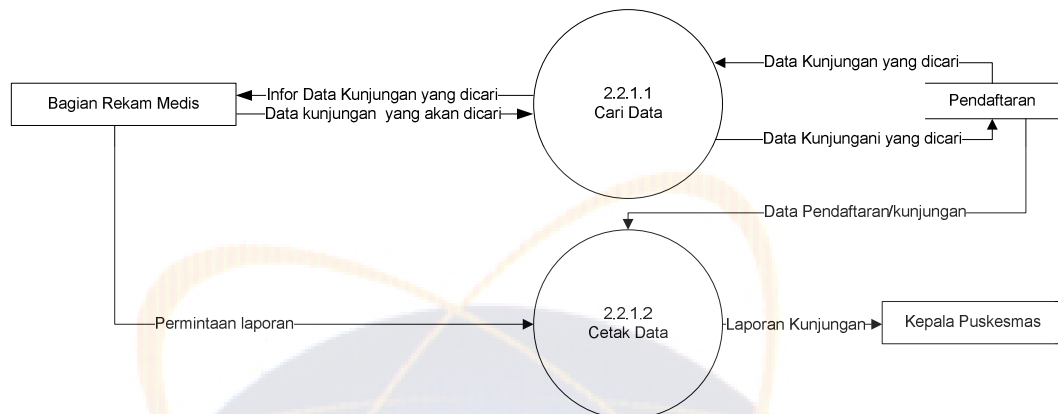 Data Kunjungan yang dicari
Bagian Rekam Medis
Infor Data Kunjungan yang dicari
Data kunjungan yang akan dicari
2.2.1.1
Cari Data
Pendaftaran
Data Kunjungani yang dicari
Data Pendaftaran/kunjungan
Permintaan laporan
2.2.1.2
Cetak Data
Laporan Kunjungan
Kepala Puskesmas